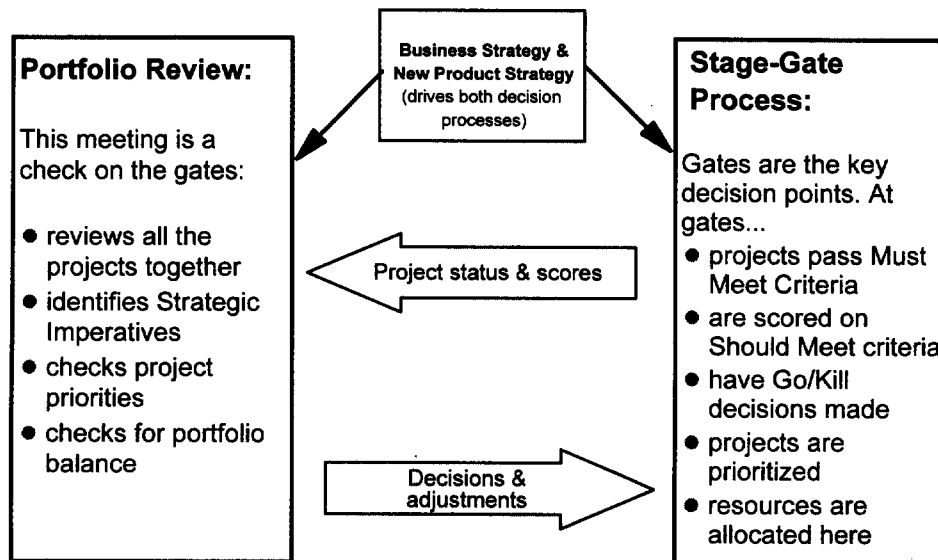 Business Strategy &
New Product Strategy
(drives both decision
processes)
Portfolio Review:
This meeting is a
check on the gates:
● reviews all the
projects together
● identifies Strategic
Imperatives
● checks project
priorities
● checks for portfolio
balance
Project status & scores
Decisions &
adjustments
Stage-Gate
Process:
Gates are the key
decision points. At
gates...
● projects pass Must
Meet Criteria
● are scored on
Should Meet criteria
● have Go/Kill
decisions made
● projects are
prioritized
● resources are
allocated here